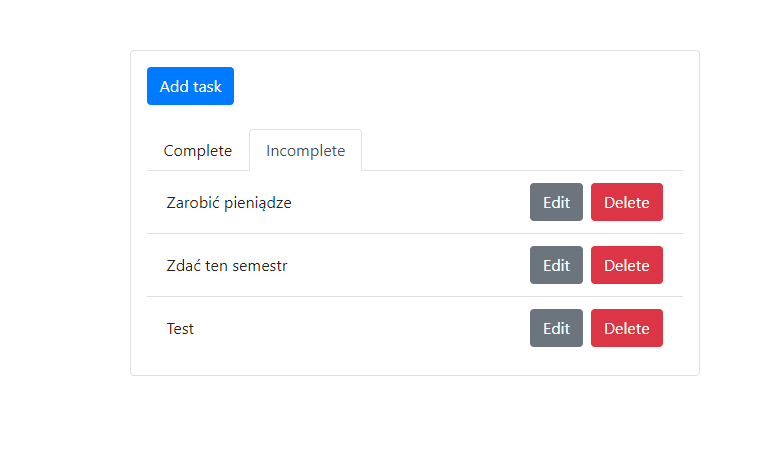 Add task
Complete Incomplete
Zarobić pieniądze Edit Delete
Zdać ten semestr Edit Delete
Test Edit Delete